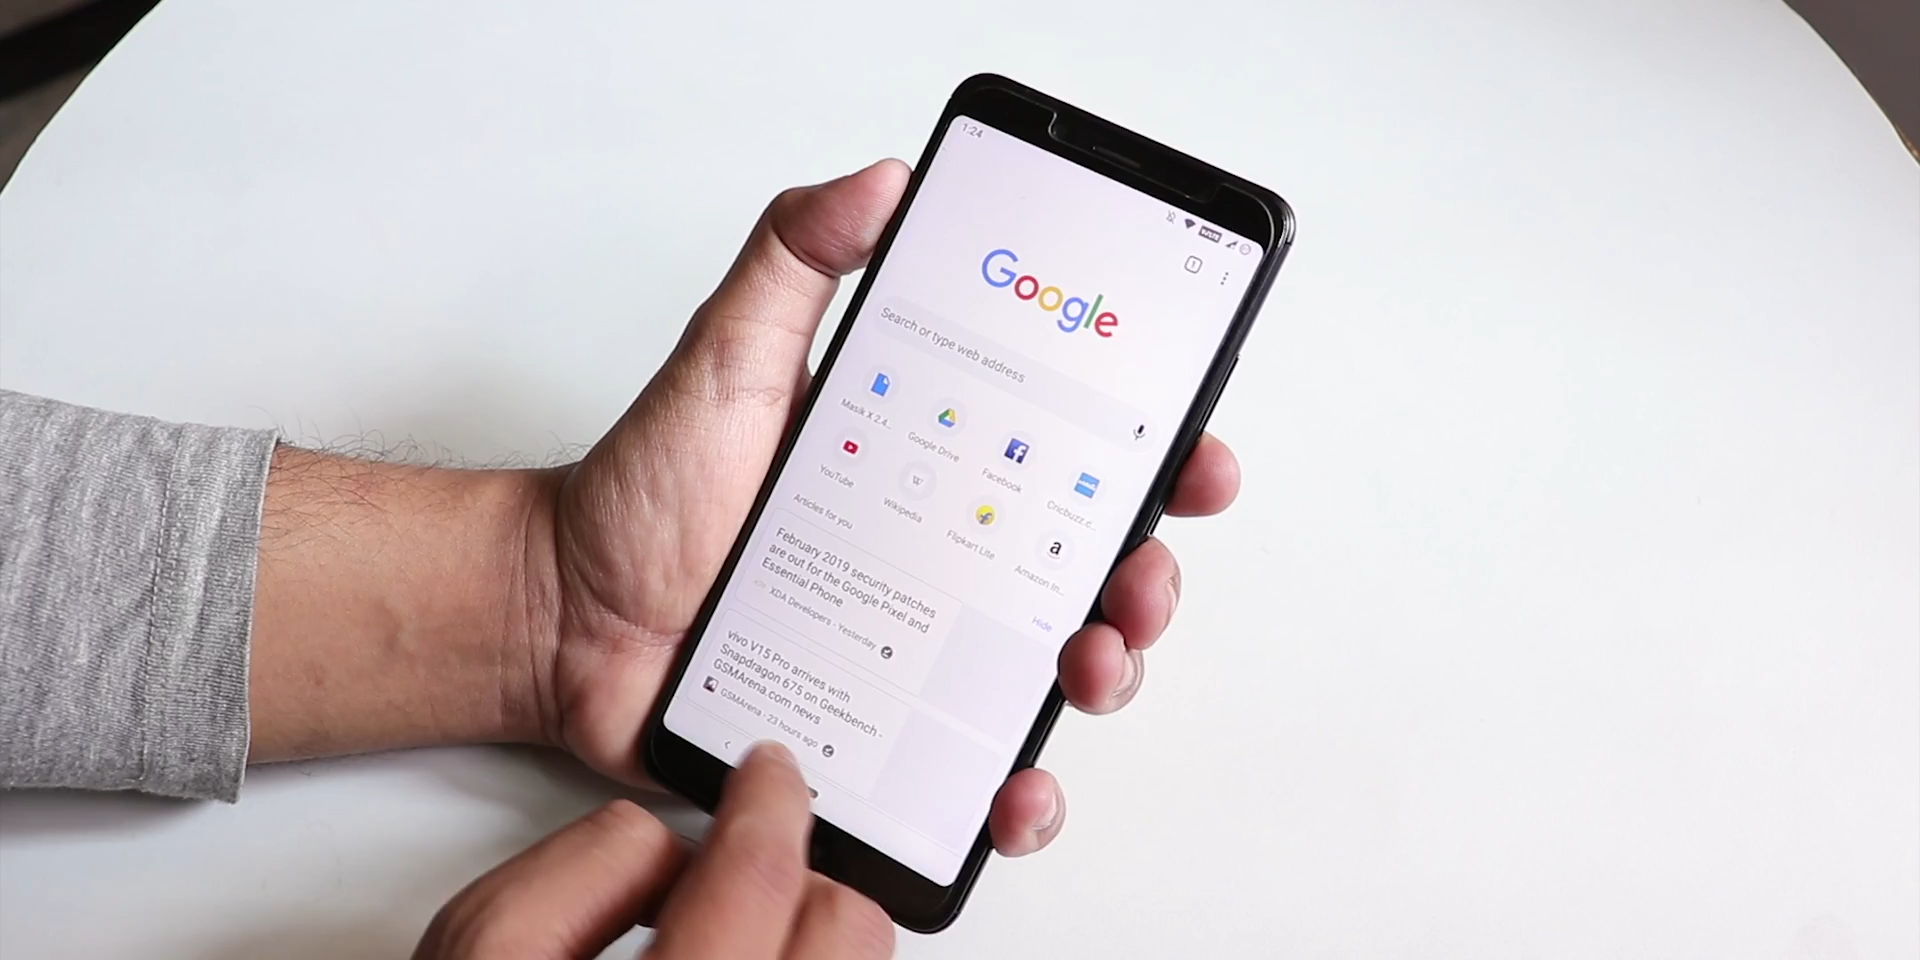 1:24
VoLTE
1
Google
Search or type web address
Masik X 2.4...
Google Drive
Facebook
Cricbuzz.c...
YouTube
W
Wikipedia
Flipkart Lite
a
Amazon In...
Articles for you
Hide
February 2019 security patches
are out for the Google Pixel and
Essential Phone
XDA Developers - Yesterday
vivo V15 Pro arrives with
Snapdragon 675 on Geekbench -
GSMArena.com news
GSMArena - 23 hours ago